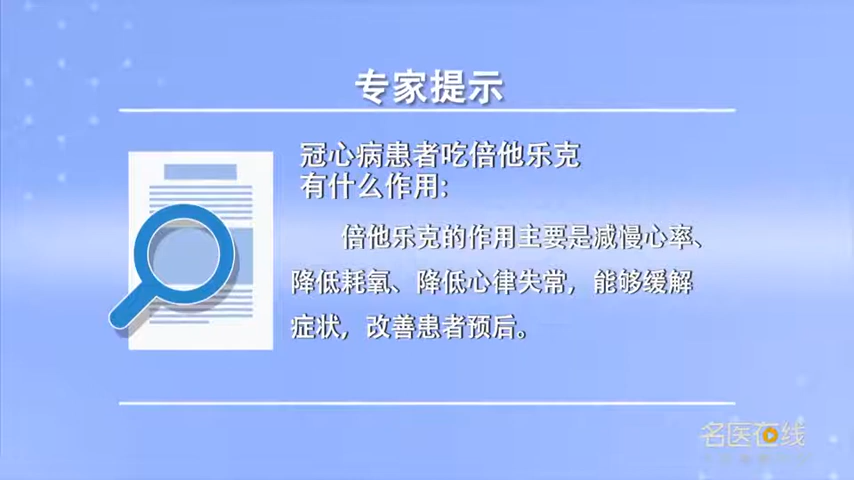 专家提示
冠心病患者吃倍他乐克
有什么作用:
倍他乐克的作用主要是减慢心率、
降低耗氧、降低心律失常，能够缓解
症状，改善患者预后。
名医在线